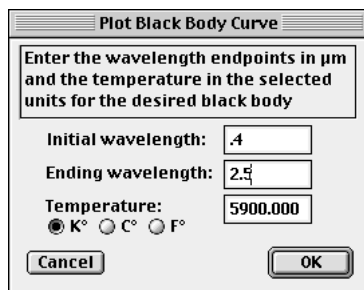 Plot Black Body Curve
Enter the wavelength endpoints in µm
and the temperature in the selected
units for the desired black body
Initial wavelength: .4
Ending wavelength: 2.5
Temperature: 5900.000
K° C° F°
Cancel OK